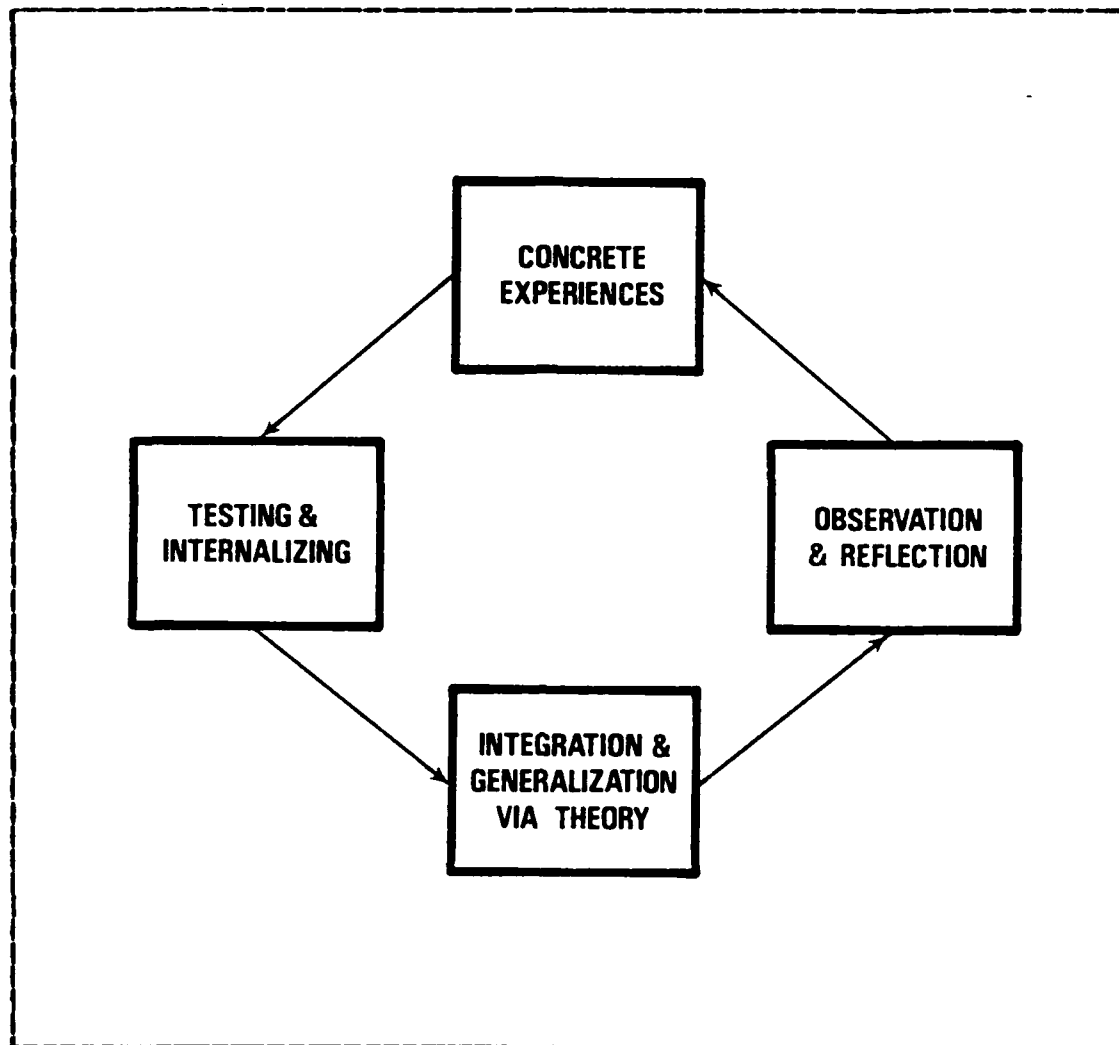 CONCRETE
EXPERIENCES
TESTING &
INTERNALIZING
OBSERVATION
& REFLECTION
INTEGRATION &
GENERALIZATION
VIA THEORY